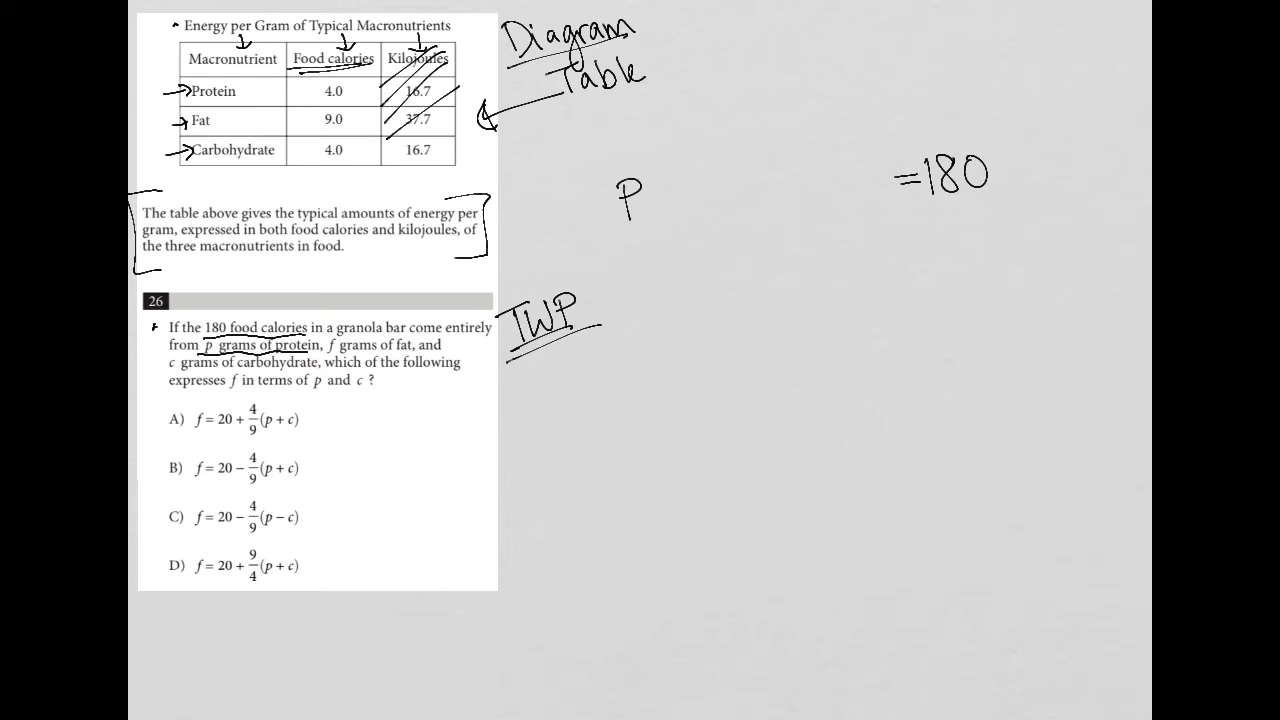 Energy per Gram of Typical Macronutrients
Macronutrient Food calories Kilojoules
Protein 4.0 16.7
Fat 9.0 37.7
Carbohydrate 4.0 16.7
Diagram
Table
The table above gives the typical amounts of energy per
gram, expressed in both food calories and kilojoules, of
the three macronutrients in food.
P =180
26
If the 180 food calories in a granola bar come entirely
from p grams of protein, f grams of fat, and
c grams of carbohydrate, which of the following
expresses f in terms of p and c ?
TWP
A) f = 20 + 4/9 (p + c)
B) f = 20 − 4/9 (p + c)
C) f = 20 − 4/9 (p − c)
D) f = 20 + 9/4 (p + c)